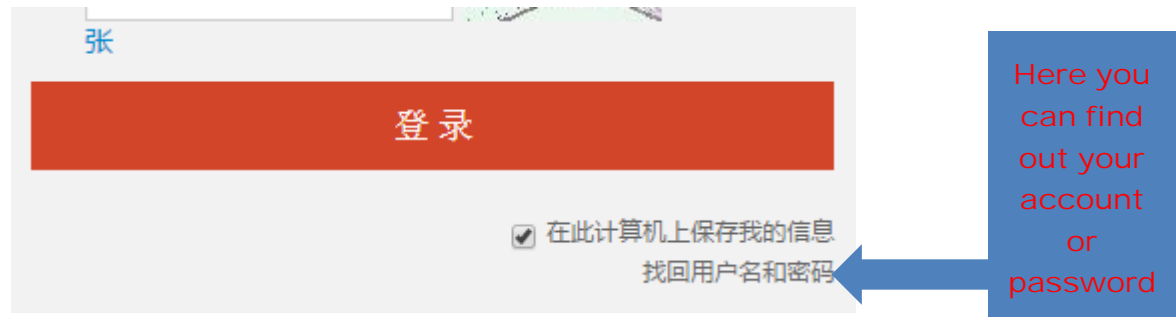 张
登录
在此计算机上保存我的信息
找回用户名和密码
Here you
can find
out your
account
or
password